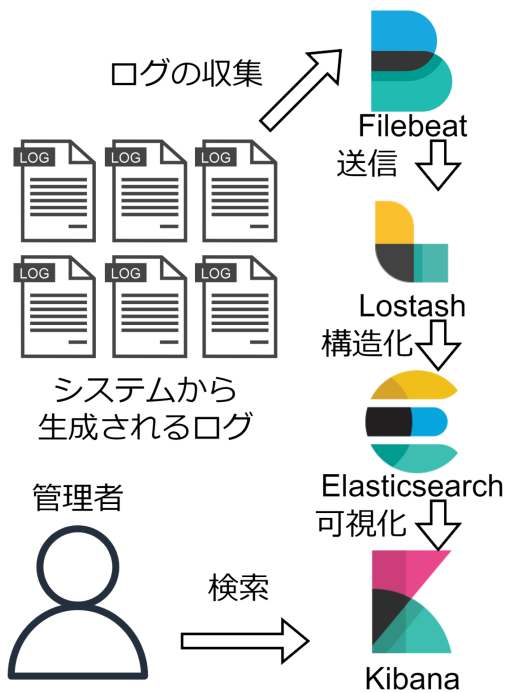 ログの収集
Filebeat
送信
LOG
LOG
LOG
LOG
LOG
LOG
Lostash
構造化
システムから
生成されるログ
Elasticsearch
可視化
管理者
検索
Kibana